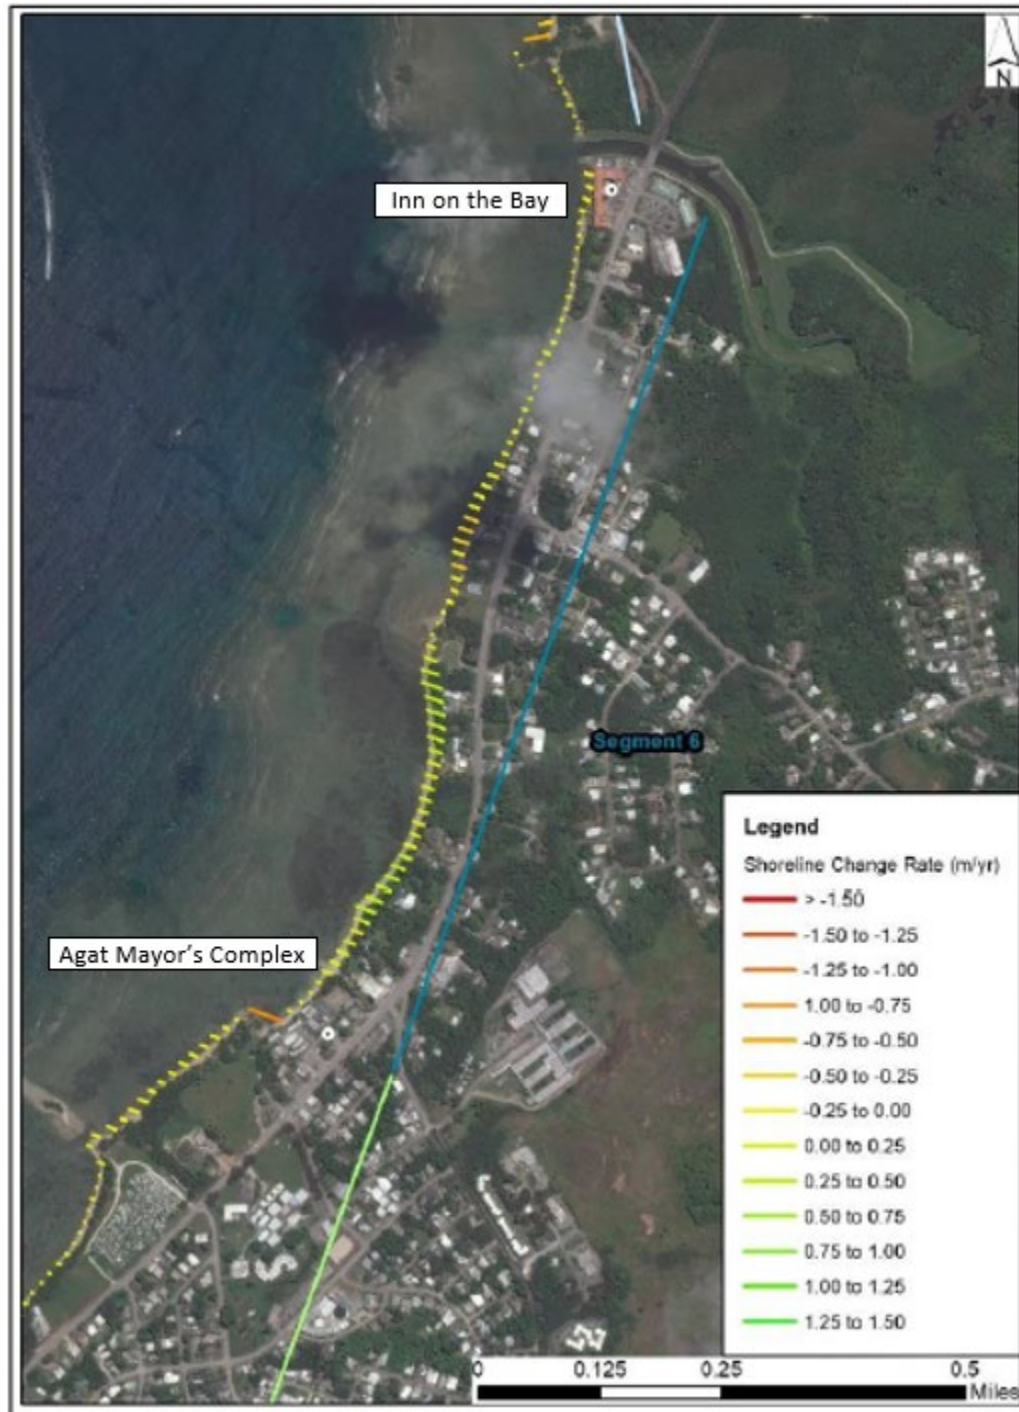 N
Inn on the Bay
Segment 6
Agat Mayor's Complex
Legend
Shoreline Change Rate (m/yr)
> -1.50
-1.50 to -1.25
-1.25 to -1.00
1.00 to -0.75
-0.75 to -0.50
-0.50 to -0.25
-0.25 to 0.00
0.00 to 0.25
0.25 to 0.50
0.50 to 0.75
0.75 to 1.00
1.00 to 1.25
1.25 to 1.50
0 0.125 0.25 0.5
Miles